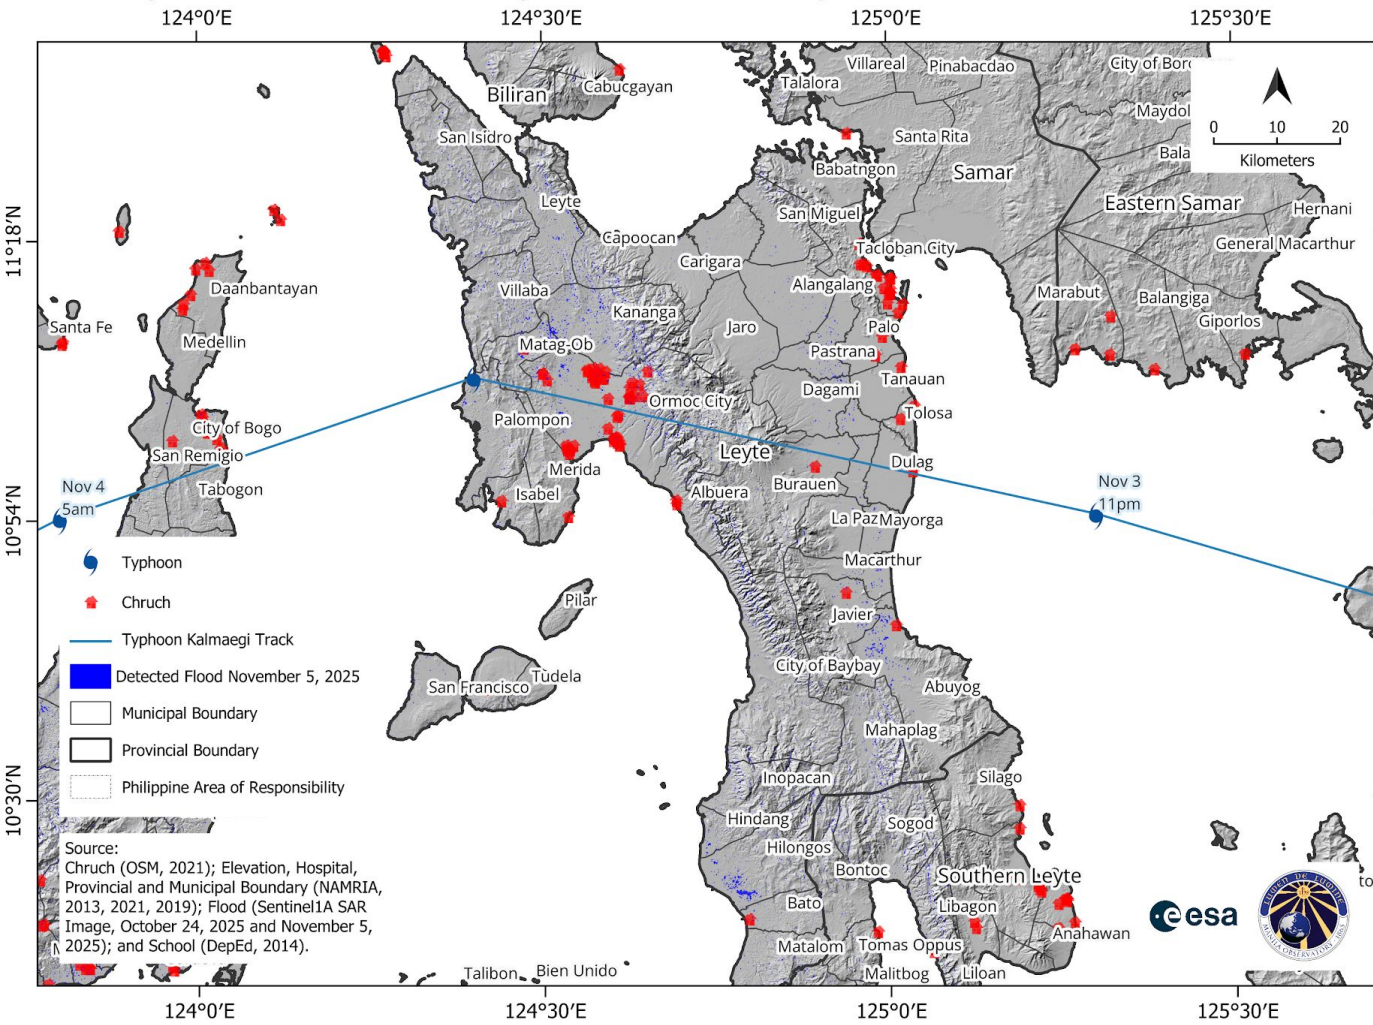 124°0′E
124°30′E
125°0′E
125°30′E
Villareal
Pinabacdao
City of Boro
Talalora
Biliran
Cabucgayan
Maydol
0 10 20
Kilometers
San Isidro
Santa Rita
Bala
Babatngon
Samar
Leyte
San Miguel
Eastern Samar
Hernani
11°18′N
Capoocan
Tacloban City
General Macarthur
Carigara
Daanbantayan
Villaba
Alangalang
Marabut
Balangiga
Kananga
Giporlos
Santa Fe
Jaro
Palo
Medellin
Matag-Ob
Pastrana
Tanauan
Dagami
Ormoc City
Tolosa
Palompon
City of Bogo
San Remigio
Leyte
Dulag
Merida
Burauen
Nov 4
5am
Tabogon
Isabel
Albuera
Nov 3
11pm
10°54′N
La Paz
Mayorga
Macarthur
Typhoon
Chruch
Pilar
Javier
Typhoon Kalmaegi Track
Detected Flood November 5, 2025
City of Baybay
Tudela
San Francisco
Abuyog
Municipal Boundary
Mahaplag
Provincial Boundary
Philippine Area of Responsibility
Inopacan
Silago
10°30′N
Hindang
Sogod
Hilongos
Source:
Chruch (OSM, 2021); Elevation, Hospital,
Provincial and Municipal Boundary (NAMRIA,
2013, 2021, 2019); Flood (Sentinel1A SAR
Image, October 24, 2025 and November 5,
2025); and School (DepEd, 2014).
Bontoc
Southern Leyte
to
Bato
Libagon
esa
LUMEN DE LUMINE
MANILA OBSERVATORY · 1865
Anahawan
Matalom
Tomas Oppus
Talibon
Bien Unido
Malitbog
Liloan
124°0′E
124°30′E
125°0′E
125°30′E